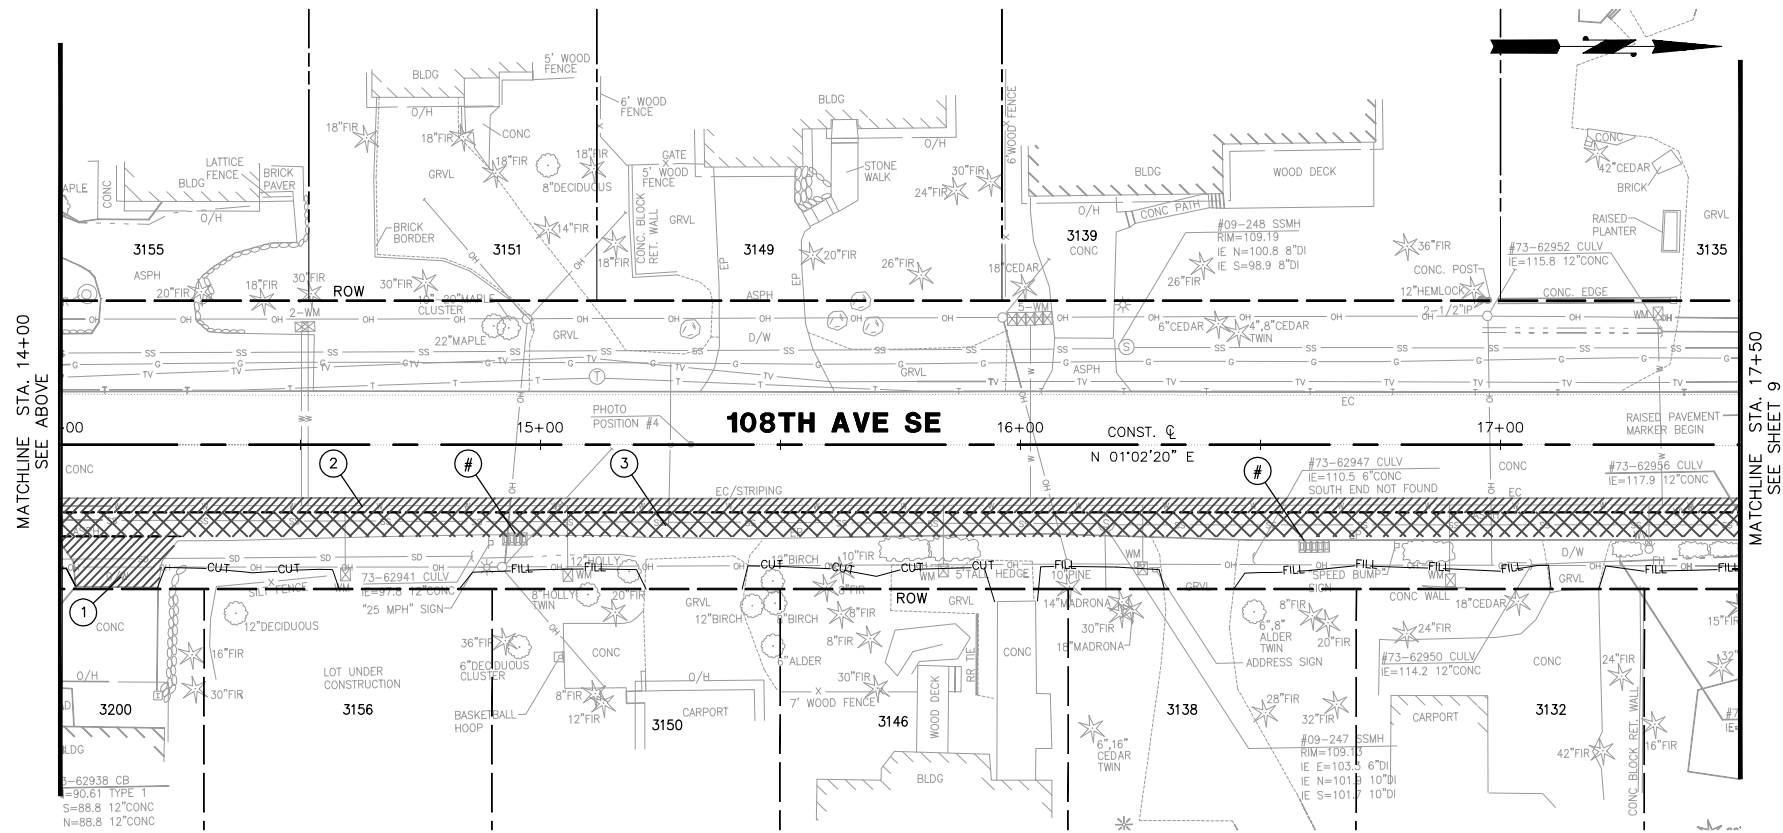 MATCHLINE STA. 14+00
SEE ABOVE
MATCHLINE STA. 17+50
SEE SHEET 9
BLDG
5' WOOD
FENCE
O/H
6' WOOD
FENCE
18"FIR
18"FIR
CONC
18"FIR
18"FIR
8"DECIDUOUS
GATE
5' WOOD
FENCE
BLDG
O/H
STONE
WALK
30"FIR
24"FIR
6'WOOD FENCE
BLDG
WOOD DECK
CONC
42"CEDAR
BRICK
LATTICE
FENCE
BRICK
PAVER
BLDG
CONC
O/H
GRVL
BRICK
BORDER
CONC. BLOCK
RET. WALL
GRVL
14"FIR
18"FIR
O/H
CONC PATH
#09-248 SSMH
RIM=109.19
IE N=100.8 8"DI
IE S=98.9 8"DI
RAISED
PLANTER
GRVL
3155
3151
3149
3139
CONC
3135
ASPH
20"FIR
18"FIR
30"FIR
30"FIR
EP
EP
20"FIR
26"FIR
18"CEDAR
26"FIR
36"FIR
#73-62952 CULV
IE=115.8 12"CONC
CONC. POST
12"HEMLOCK
CONC. EDGE
2-1/2"IP
ROW
2-WM
CLUSTER
22"MAPLE
GRVL
ASPH
D/W
GRVL
5-WM
6"CEDAR
4",8"CEDAR
TWIN
ASPH
WM
EC
PHOTO
POSITION #4
108TH AVE SE
15+00
16+00
17+00
CONST. ℄
N 01°02'20" E
RAISED PAVEMENT
MARKER BEGIN
CONC
2
#
3
#
#73-62947 CULV
IE=110.5 6"CONC
SOUTH END NOT FOUND
CONC
#73-62956 CULV
IE=117.9 12"CONC
EC/STRIPING
EC
EP
SD SD SD
CUT CUT
FILL FILL
CUT CUT CUT CUT
FILL
FILL FILL FILL FILL
FILL
SILT FENCE
WM
73-62941 CULV
IE=97.8 12"CONC
"25 MPH" SIGN
12"HOLLY
WM
8"HOLLY
TWIN
20"FIR
12"BIRCH
10"FIR
WM
5'TALL HEDGE
10"PINE
WM
GRVL
SPEED BUMP
SIGN
WM
CONC WALL
D/W
GRVL
ROW
1
CONC
12"DECIDUOUS
16"FIR
30"FIR
O/H
3200
LOT UNDER
CONSTRUCTION
3156
36"FIR
6"DECIDUOUS
CLUSTER
BASKETBALL
HOOP
8"FIR
12"FIR
CONC
GRVL
12"BIRCH
O/H
CARPORT
3150
8"FIR
6"ALDER
30"FIR
7' WOOD FENCE
3146
GRVL
WOOD DECK
RR TIE
CONC
BLDG
14"MADRONA
30"FIR
18"MADRONA
6",16"
CEDAR
TWIN
3138
6",8"
ALDER
TWIN
8"FIR
20"FIR
ADDRESS SIGN
28"FIR
32"FIR
#09-247 SSMH
IE N=101.9 10"DI
IE S=101.7 10"DI
24"FIR
18"CEDAR
#73-62950 CULV
IE=114.2 12"CONC
CARPORT
CONC
3132
24"FIR
42"FIR
16"FIR
CONC BLOCK RET. WALL
S=88.8 12"CONC
N=88.8 12"CONC